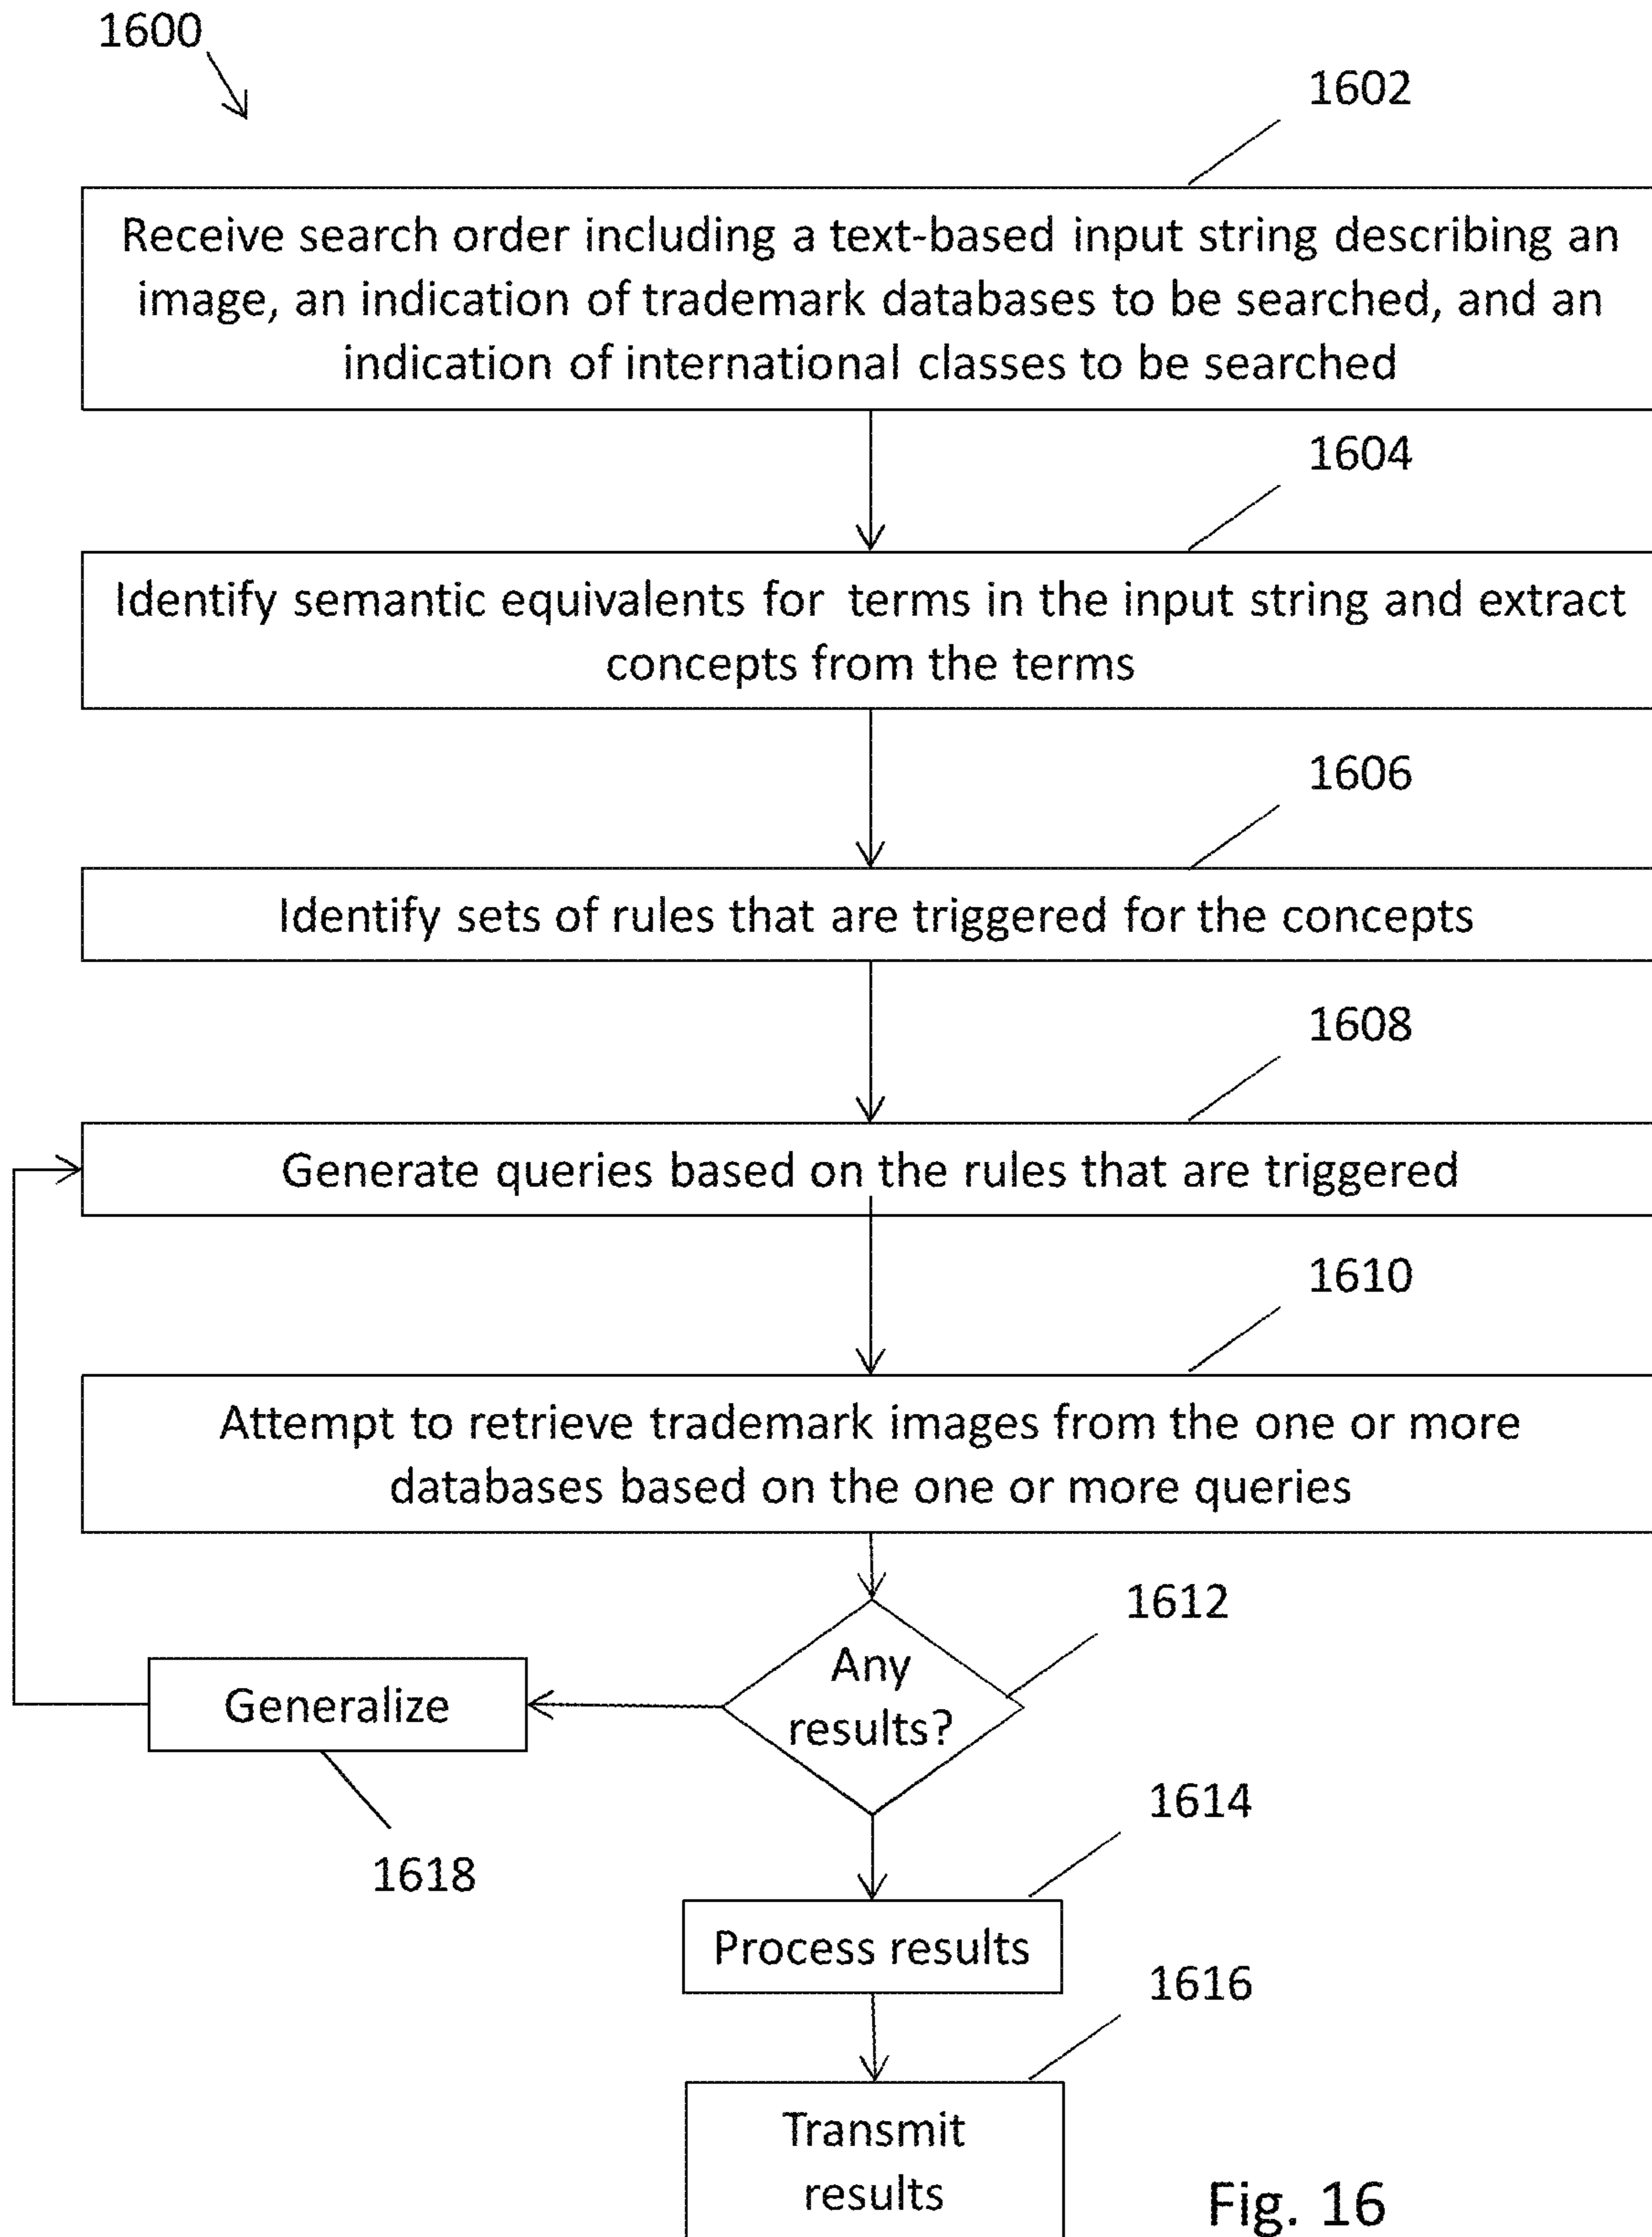 1600
1602
Receive search order including a text-based input string describing an
image, an indication of trademark databases to be searched, and an
indication of international classes to be searched
1604
Identify semantic equivalents for terms in the input string and extract
concepts from the terms
1606
Identify sets of rules that are triggered for the concepts
1608
Generate queries based on the rules that are triggered
1610
Attempt to retrieve trademark images from the one or more
databases based on the one or more queries
1612
Any
results?
Generalize
1618
1614
Process results
1616
Transmit
results
Fig. 16